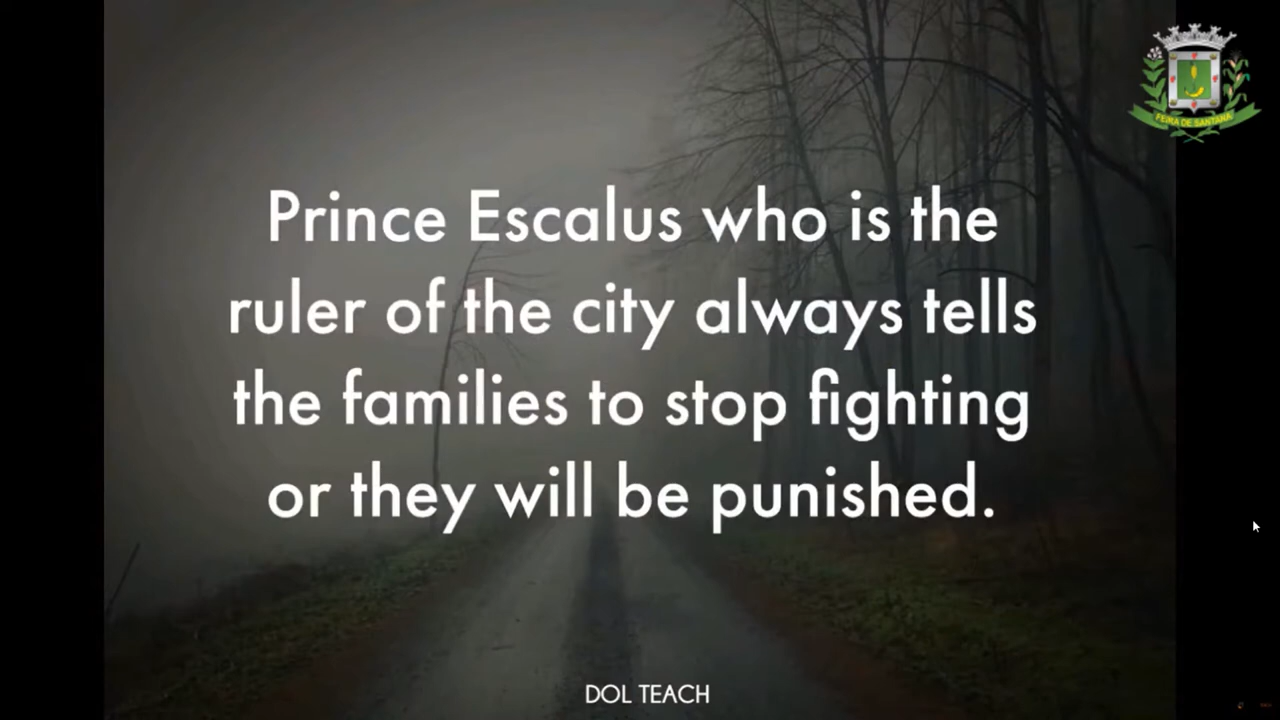 FEIRA DE SANTANA
Prince Escalus who is the
ruler of the city always tells
the families to stop fighting
or they will be punished.
DOL TEACH